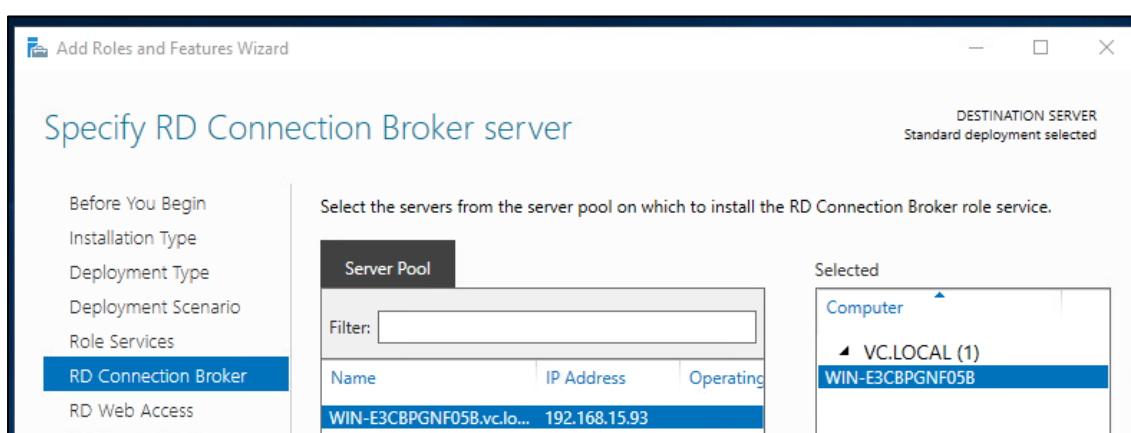 Add Roles and Features Wizard
Specify RD Connection Broker server
DESTINATION SERVER
Standard deployment selected
Before You Begin
Installation Type
Deployment Type
Deployment Scenario
Role Services
RD Connection Broker
RD Web Access
Select the servers from the server pool on which to install the RD Connection Broker role service.
Server Pool
Filter:
Name IP Address Operating
WIN-E3CBPGNF05B.vc.lo... 192.168.15.93
Selected
Computer
VC.LOCAL (1)
WIN-E3CBPGNF05B